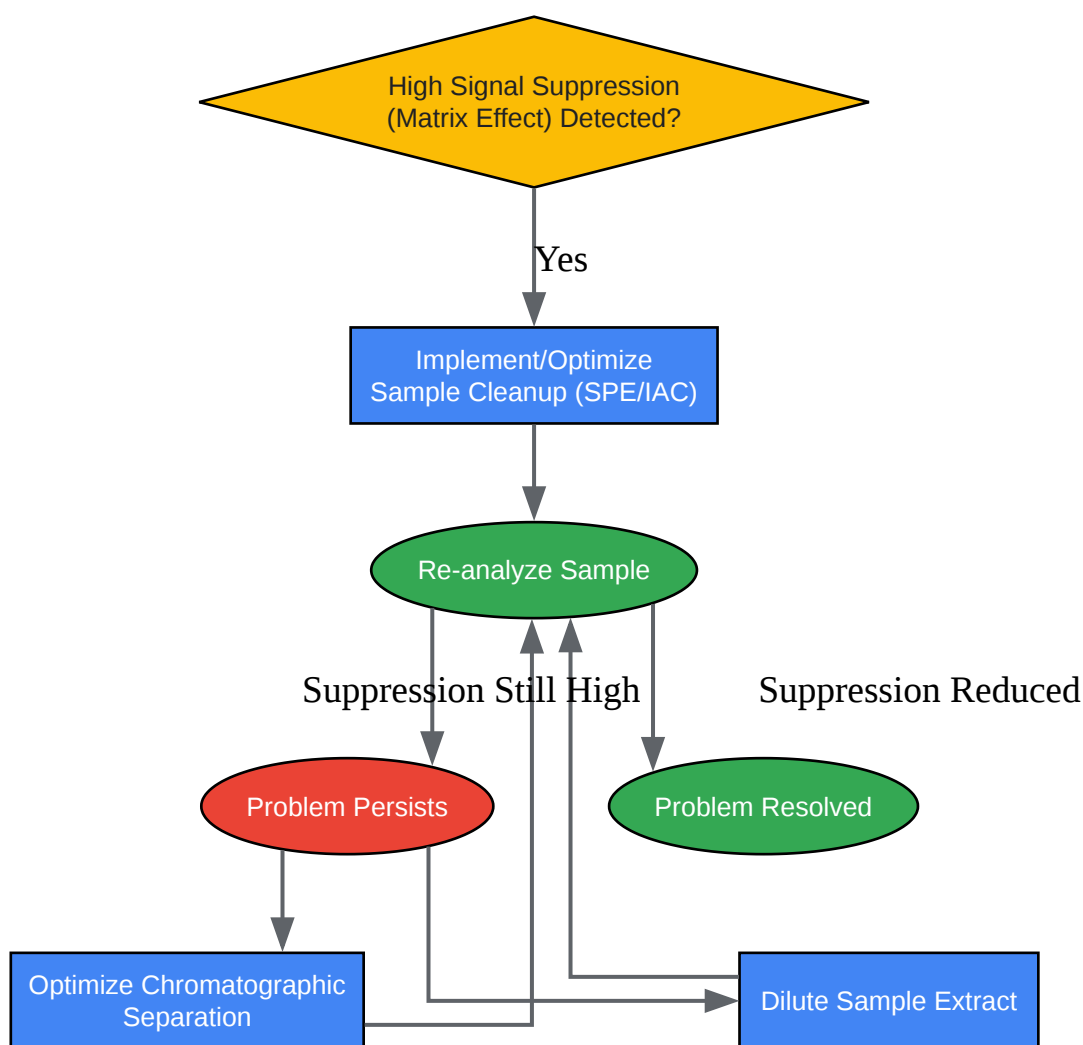 High Signal Suppression
(Matrix Effect) Detected?
Yes
Implement/Optimize
Sample Cleanup (SPE/IAC)
Re-analyze Sample
Suppression Still High
Suppression Reduced
Problem Persists
Problem Resolved
Optimize Chromatographic
Separation
Dilute Sample Extract